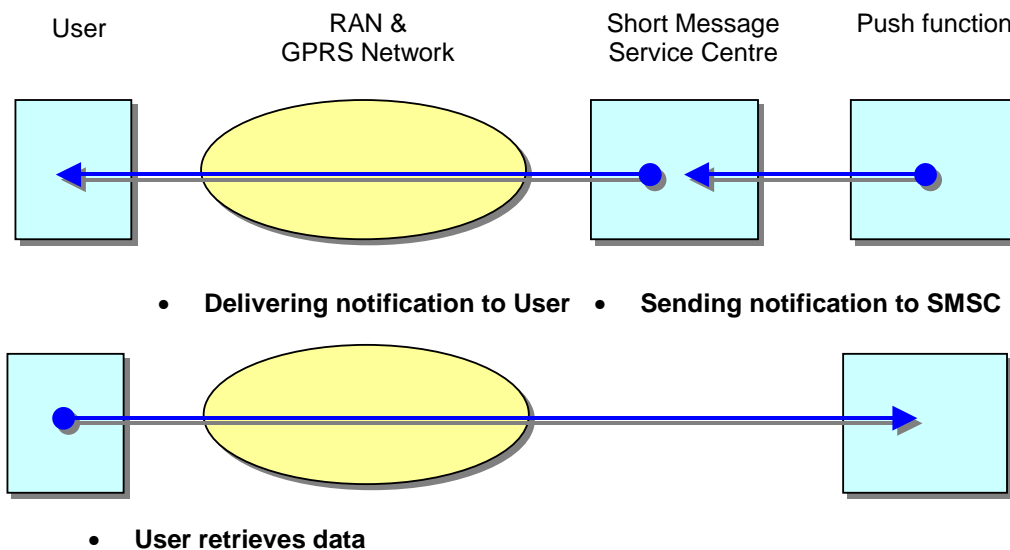 User
RAN &
GPRS Network
Short Message
Service Centre
Push function
• Delivering notification to User
• Sending notification to SMSC
• User retrieves data